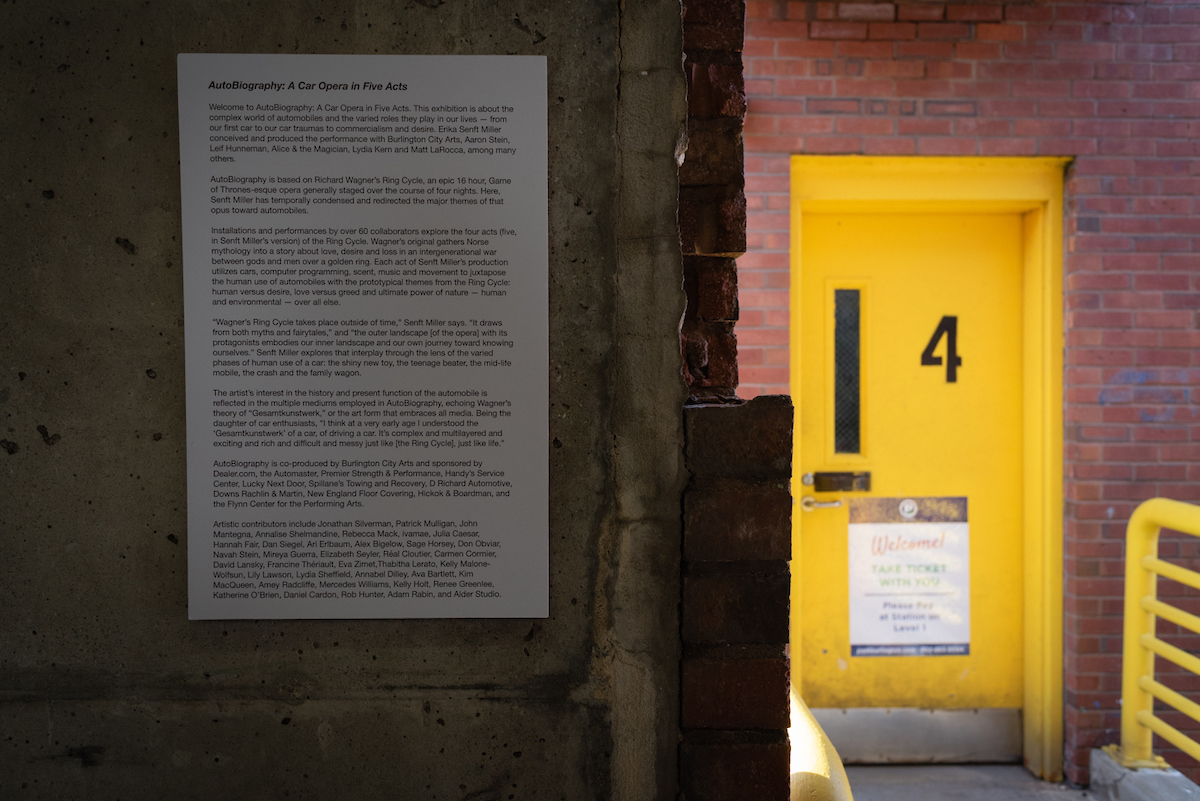 AutoBiography: A Car Opera in Five Acts
Welcome to AutoBiography: A Car Opera in Five Acts. This exhibition is about the
complex world of automobiles and the varied roles they play in our lives — from
our first car to our car traumas to commercialism and desire. Erika Senft Miller
conceived and produced the performance with Burlington City Arts, Aaron Stein,
Leif Hunneman, Alice & the Magician, Lydia Kern and Matt LaRocca, among many
others.
AutoBiography is based on Richard Wagner's Ring Cycle, an epic 16 hour, Game
of Thrones-esque opera generally staged over the course of four nights. Here,
Senft Miller has temporally condensed and redirected the major themes of that
opus toward automobiles.
Installations and performances by over 60 collaborators explore the four acts (five,
in Senft Miller's version) of the Ring Cycle. Wagner's original gathers Norse
mythology into a story about love, desire and loss in an intergenerational war
between gods and men over a golden ring. Each act of Senft Miller's production
utilizes cars, computer programming, scent, music and movement to juxtapose
the human use of automobiles with the prototypical themes from the Ring Cycle:
human versus desire, love versus greed and ultimate power of nature — human
and environmental — over all else.
"Wagner's Ring Cycle takes place outside of time," Senft Miller says. "It draws
from both myths and fairytales," and "the outer landscape [of the opera] with its
protagonists embodies our inner landscape and our own journey toward knowing
ourselves." Senft Miller explores that interplay through the lens of the varied
phases of human use of a car: the shiny new toy, the teenage beater, the mid-life
mobile, the crash and the family wagon.
The artist's interest in the history and present function of the automobile is
reflected in the multiple mediums employed in AutoBiography, echoing Wagner's
theory of "Gesamtkunstwerk," or the art form that embraces all media. Being the
daughter of car enthusiasts, "I think at a very early age I understood the
'Gesamtkunstwerk' of a car, of driving a car. It's complex and multilayered and
exciting and rich and difficult and messy just like [the Ring Cycle], just like life."
AutoBiography is co-produced by Burlington City Arts and sponsored by
Dealer.com, the Automaster, Premier Strength & Performance, Handy's Service
Center, Lucky Next Door, Spillane's Towing and Recovery, D Richard Automotive,
Downs Rachlin & Martin, New England Floor Covering, Hickok & Boardman, and
the Flynn Center for the Performing Arts.
Artistic contributors include Jonathan Silverman, Patrick Mulligan, John
Mantegna, Annalise Shelmandine, Rebecca Mack, ivamae, Julia Caesar,
Hannah Fair, Dan Siegel, Ari Erlbaum, Alex Bigelow, Sage Horsey, Don Obviar,
Navah Stein, Mireya Guerra, Elizabeth Seyler, Réal Cloutier, Carmen Cormier,
David Lansky, Francine Thériault, Eva Zimet,Thabitha Lerato, Kelly Malone-
Wolfsun, Lily Lawson, Lydia Sheffield, Annabel Dilley, Ava Bartlett, Kim
MacQueen, Amey Radcliffe, Mercedes Williams, Kelly Holt, Renee Greenlee,
Katherine O'Brien, Daniel Cardon, Rob Hunter, Adam Rabin, and Alder Studio.
4
Welcome!
TAKE TICKET
WITH YOU
Please Pay
at Station on
Level 1